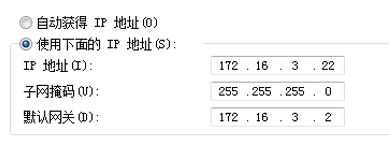 自动获得 IP 地址(O)
使用下面的 IP 地址(S):
IP 地址(I): 172 . 16 . 3 . 22
子网掩码(U): 255 .255 .255 . 0
默认网关(D): 172 . 16 . 3 . 2